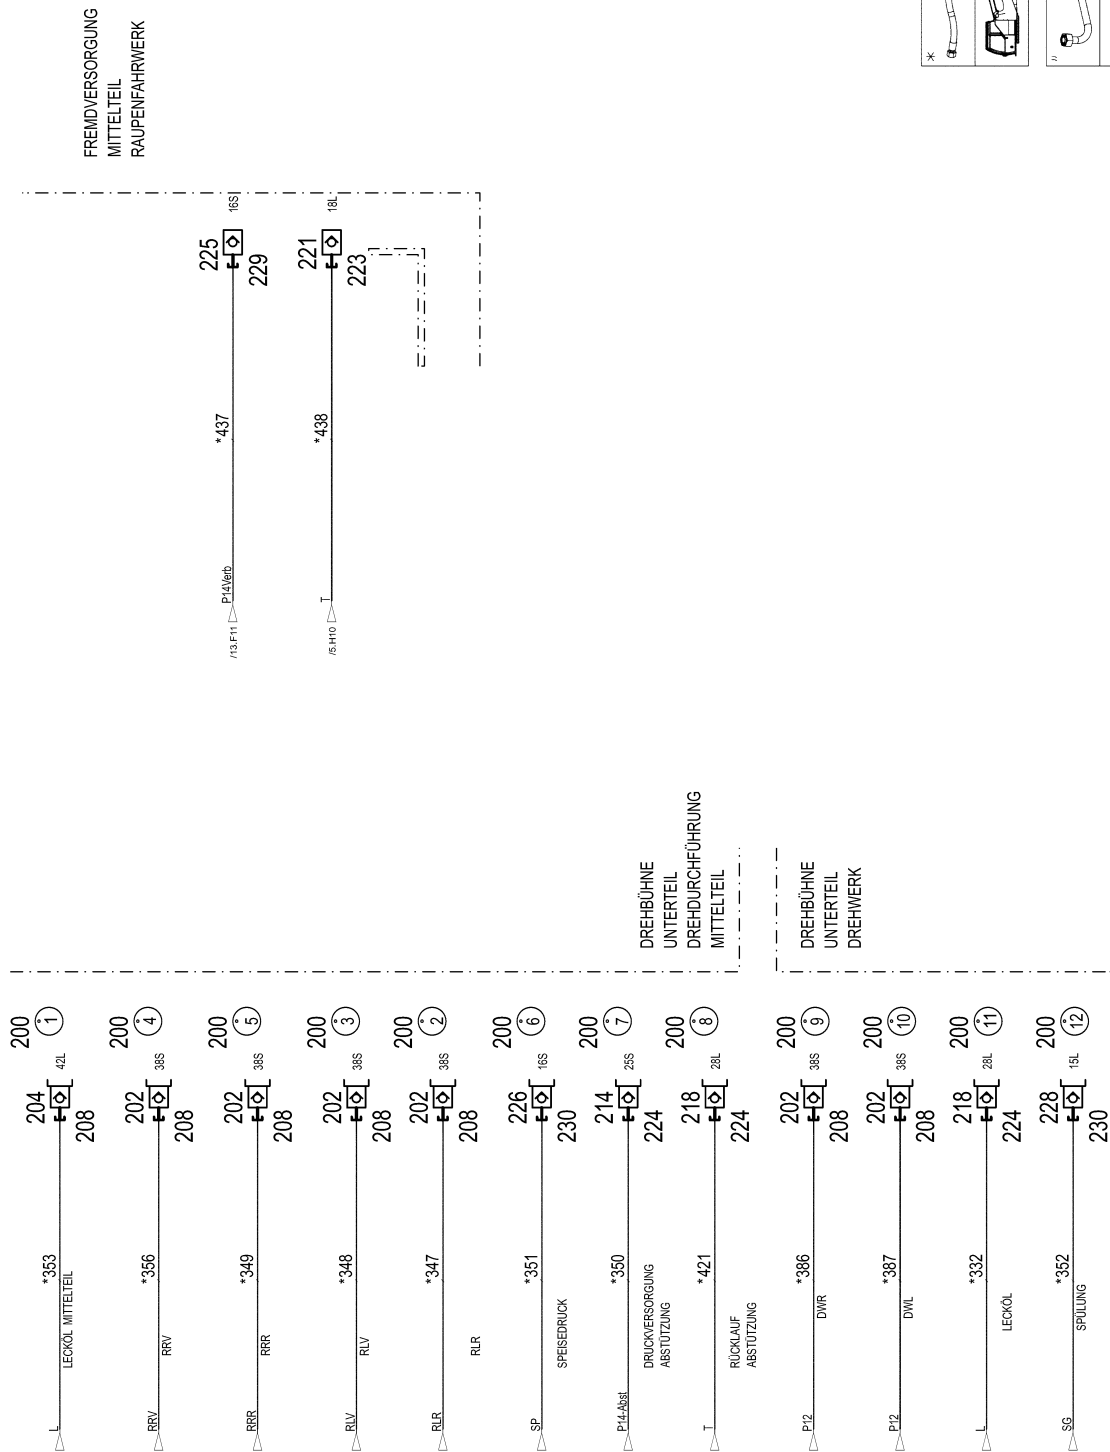 FREMDVERSORGUNG
MITTELTEIL
RAUPENFAHRWERK
225
16S
229
*437
P14Verb
/13.F11
221
18L
223
*438
T
/5.H10
DREHBÜHNE
UNTERTEIL
DREHDURCHFÜHRUNG
MITTELTEIL
DREHBÜHNE
UNTERTEIL
DREHWERK
200
1
42L
204
208
*353
LECKÖL MITTELTEIL
L
200
4
38S
202
208
*356
RRV
RRV
200
5
38S
202
208
*349
RRR
RRR
200
3
38S
202
208
*348
RLV
RLV
200
2
38S
202
208
*347
RLR
RLR
200
6
16S
226
230
*351
SPEISEDRUCK
SP
200
7
25S
214
224
*350
DRUCKVERSORGUNG
ABSTÜTZUNG
P14-Abst
200
8
28L
218
224
*421
RÜCKLAUF
ABSTÜTZUNG
T
200
9
38S
202
208
*386
DWR
P12
200
10
38S
202
208
*387
DWL
P12
200
11
28L
218
224
*332
LECKÖL
L
200
12
15L
228
230
*352
SPÜLUNG
SG
*
"